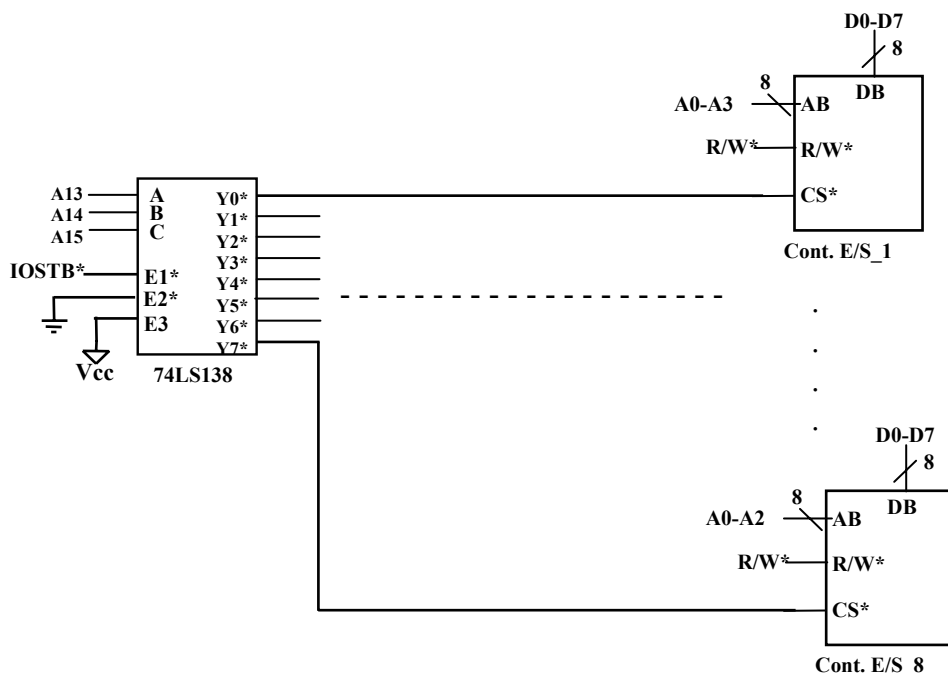 D0-D7
8
DB
8
A0-A3
AB
R/W*
R/W*
CS*
Cont. E/S_1
A13
A
Y0*
A14
B
Y1*
A15
C
Y2*
Y3*
IOSTB*
E1*
Y4*
E2*
Y5*
E3
Y6*
Y7*
Vcc
74LS138
D0-D7
8
DB
8
A0-A2
AB
R/W*
R/W*
CS*
Cont. E/S_8